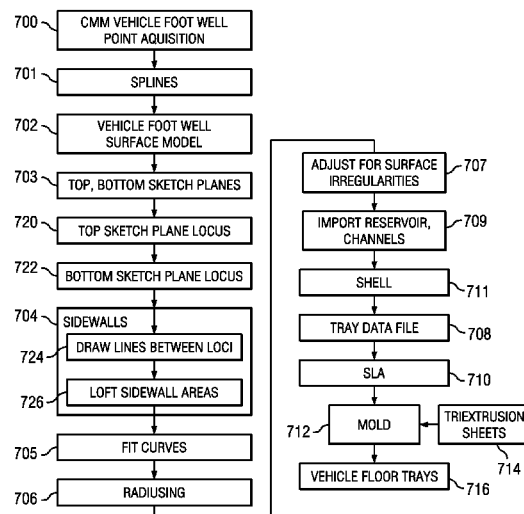 700
CMM VEHICLE FOOT WELL
POINT AQUISITION
701
SPLINES
702
VEHICLE FOOT WELL
SURFACE MODEL
703
TOP, BOTTOM SKETCH PLANES
720
TOP SKETCH PLANE LOCUS
722
BOTTOM SKETCH PLANE LOCUS
704
SIDEWALLS
724
DRAW LINES BETWEEN LOCI
726
LOFT SIDEWALL AREAS
705
FIT CURVES
706
RADIUSING
ADJUST FOR SURFACE
IRREGULARITIES
707
IMPORT RESERVOIR,
CHANNELS
709
SHELL
711
TRAY DATA FILE
708
SLA
710
712
MOLD
TRIEXTRUSION
SHEETS
714
VEHICLE FLOOR TRAYS
716